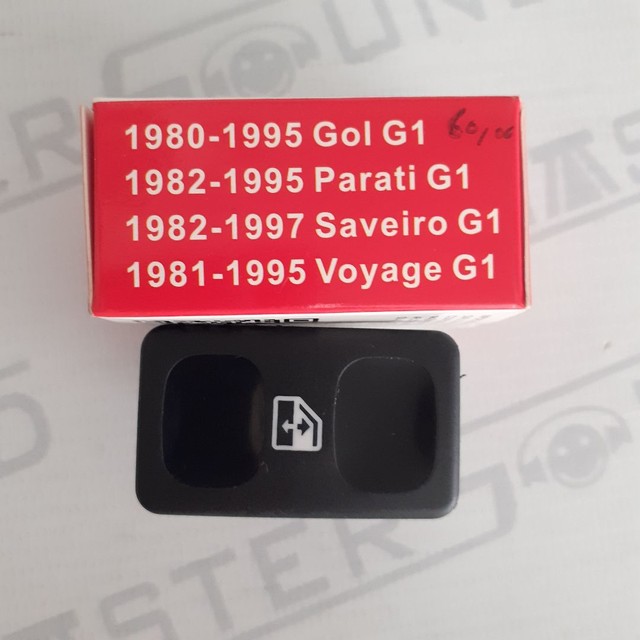 1980-1995 Gol G1 60,00
1982-1995 Parati G1
1982-1997 Saveiro G1
1981-1995 Voyage G1